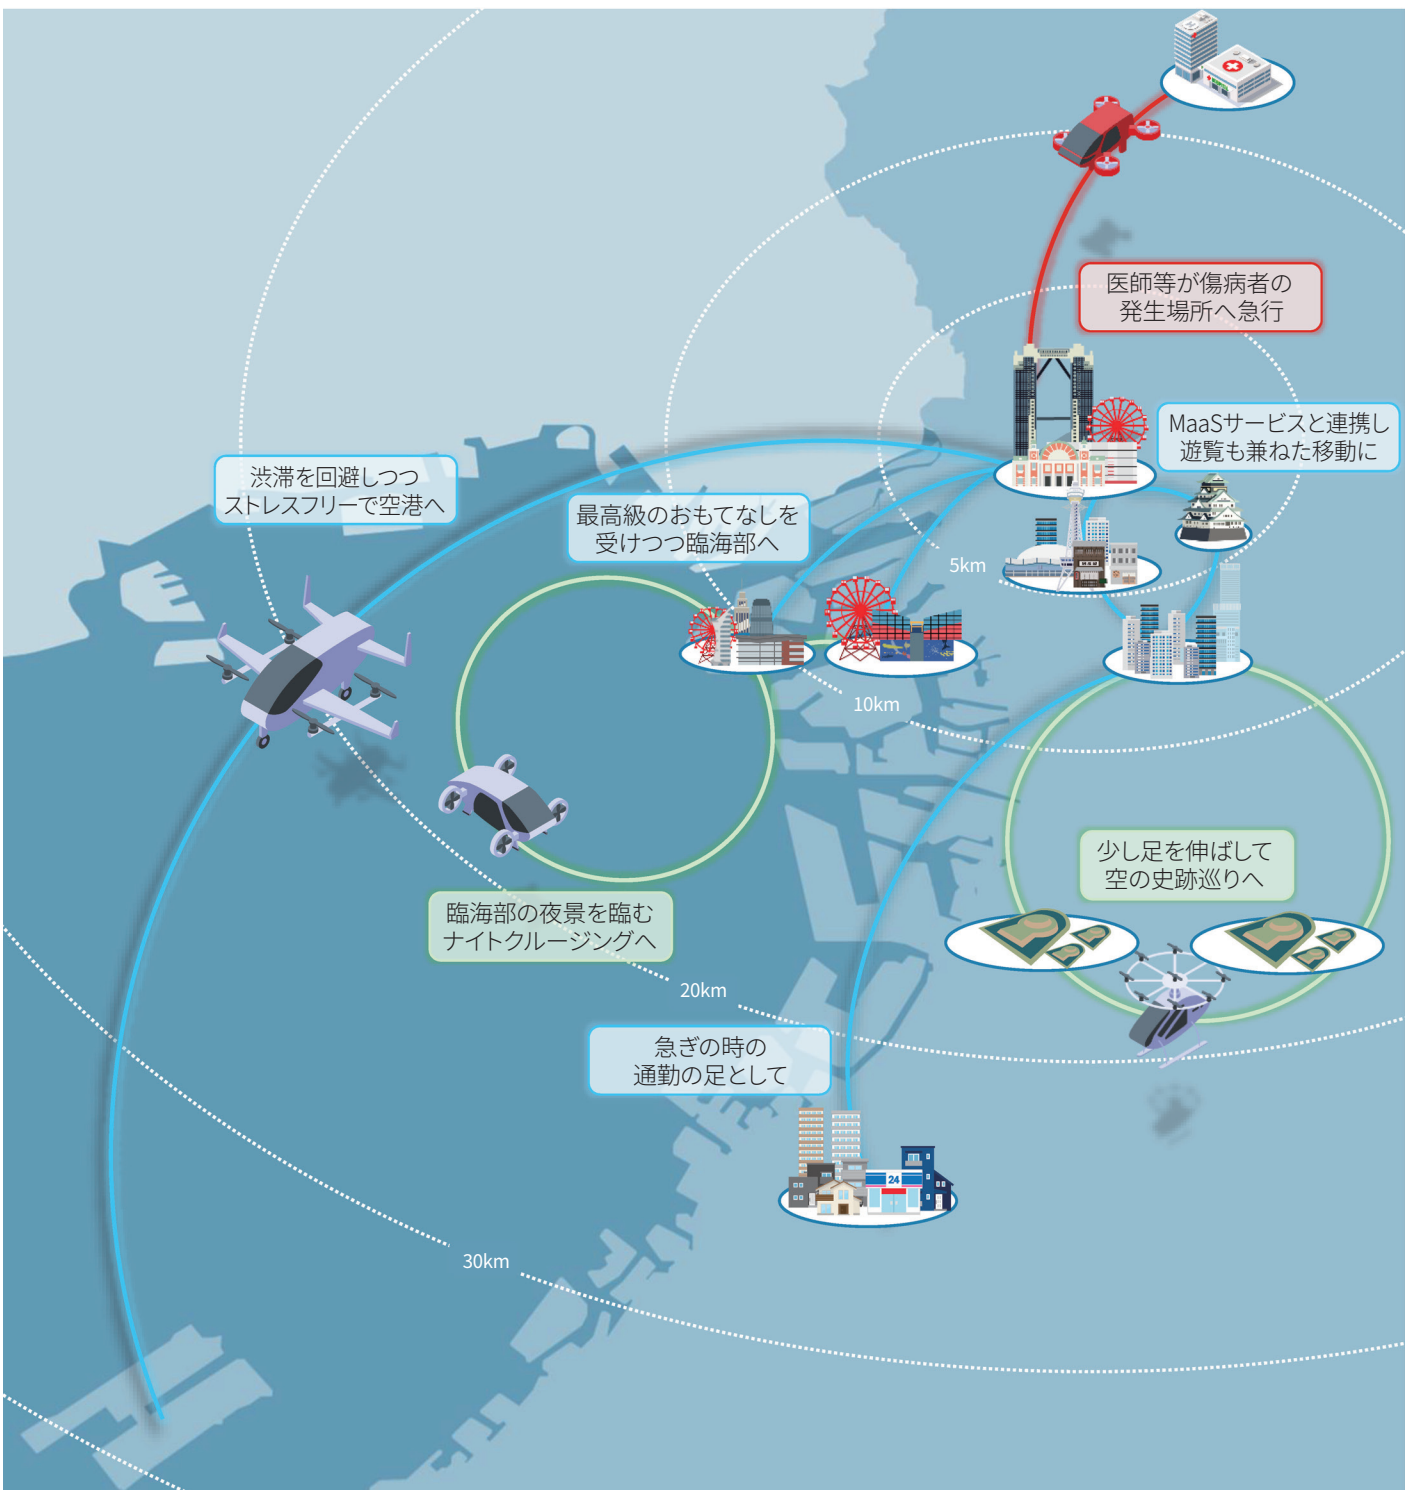 医師等が傷病者の
発生場所へ急行
MaaSサービスと連携し
遊覧も兼ねた移動に
渋滞を回避しつつ
ストレスフリーで空港へ
最高級のおもてなしを
受けつつ臨海部へ
5km
10km
少し足を伸ばして
空の史跡巡りへ
臨海部の夜景を臨む
ナイトクルージングへ
20km
急ぎの時の
通勤の足として
24
30km